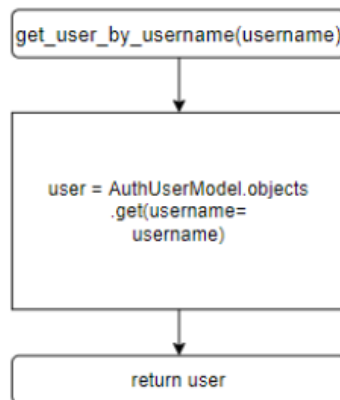 get_user_by_username(username)
user = AuthUserModel.objects
.get(username=
username)
return user